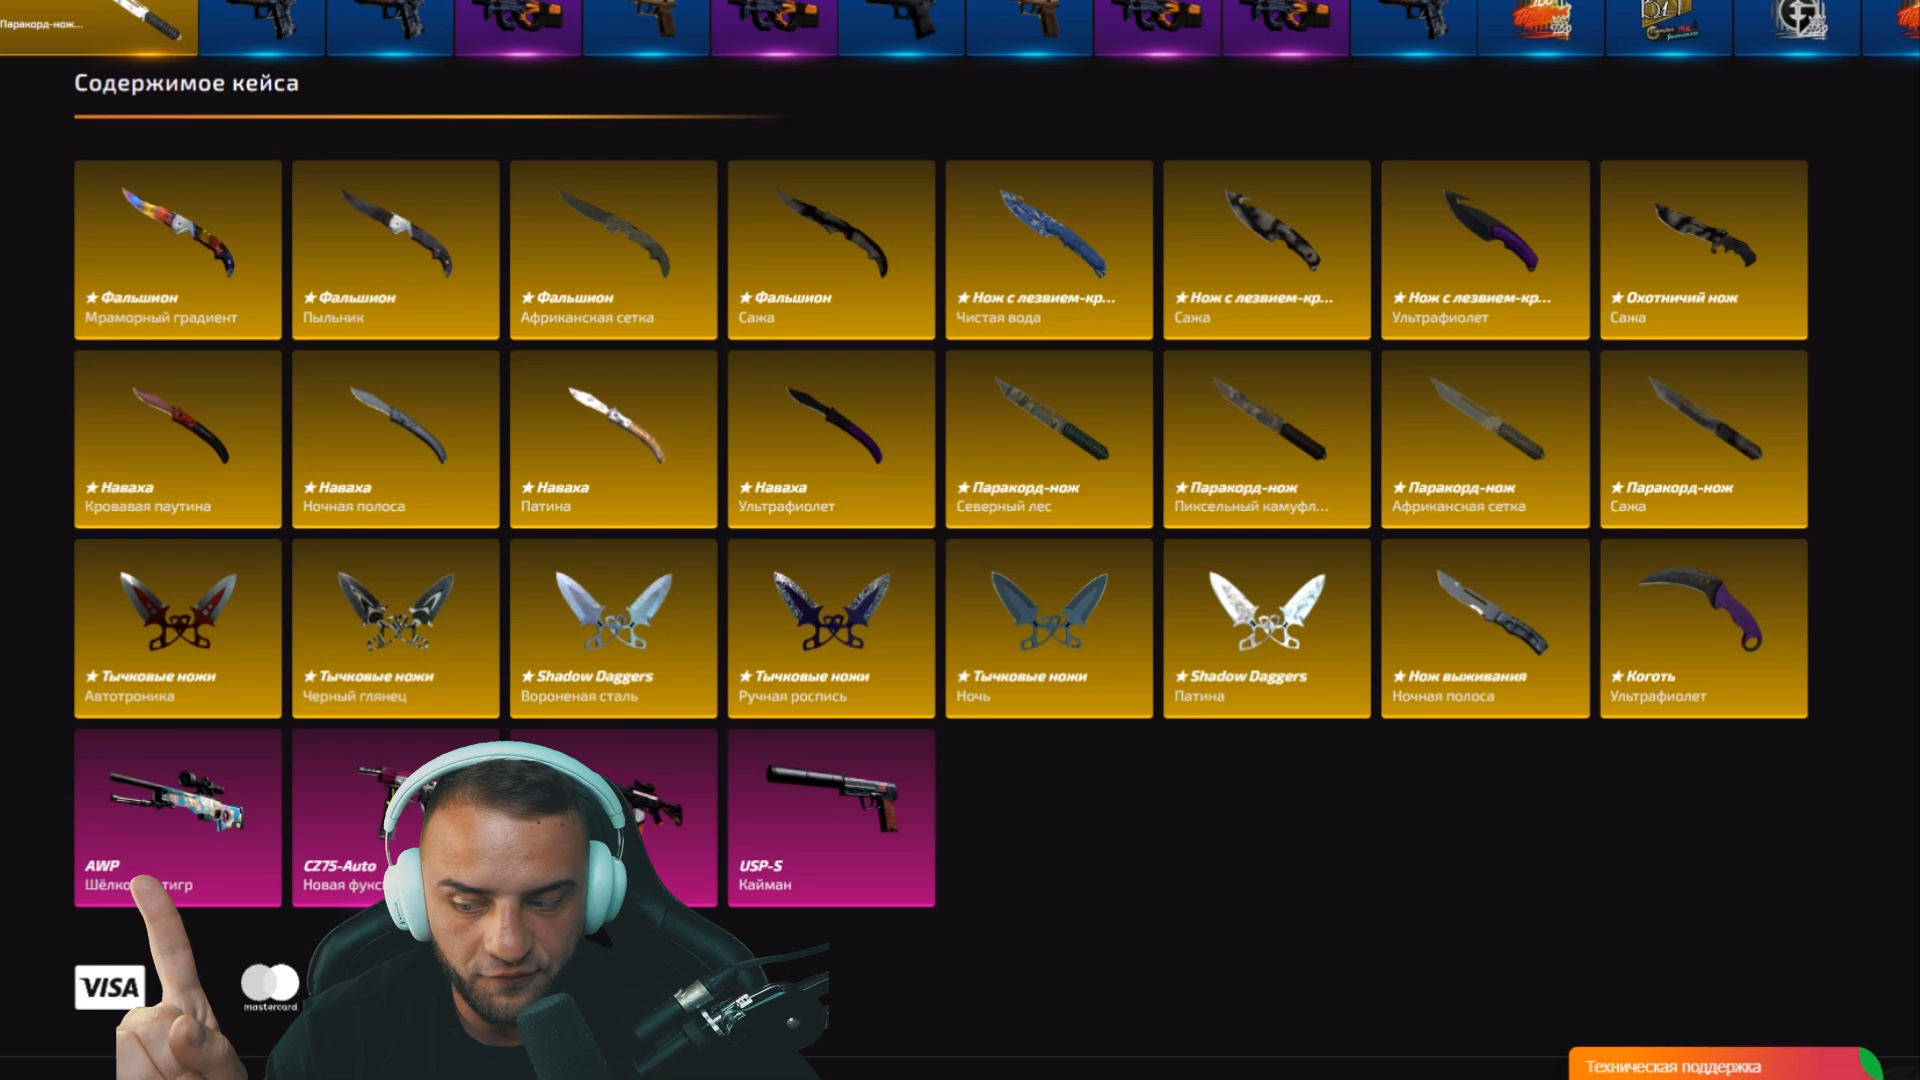 Паракорд-нож...
Содержимое кейса
★ Фальшион
Мраморный градиент
★ Фальшион
Пыльник
★ Фальшион
Африканская сетка
★ Фальшион
Сажа
★ Нож с лезвием-кр...
Чистая вода
★ Нож с лезвием-кр...
Сажа
★ Нож с лезвием-кр...
Ультрафиолет
★ Охотничий нож
Сажа
★ Наваха
Кровавая паутина
★ Наваха
Ночная полоса
★ Наваха
Патина
★ Наваха
Ультрафиолет
★ Паракорд-нож
Северный лес
★ Паракорд-нож
Пиксельный камуфл...
★ Паракорд-нож
Африканская сетка
★ Паракорд-нож
Сажа
★ Тычковые ножи
Автотроника
★ Тычковые ножи
Черный глянец
★ Shadow Daggers
Вороненая сталь
★ Тычковые ножи
Ручная роспись
★ Тычковые ножи
Ночь
★ Shadow Daggers
Патина
★ Нож выживания
Ночная полоса
★ Коготь
Ультрафиолет
AWP
тигр
CZ75-Auto
Новая
USP-S
Кайман
VISA
mastercard
Техническая поддержка